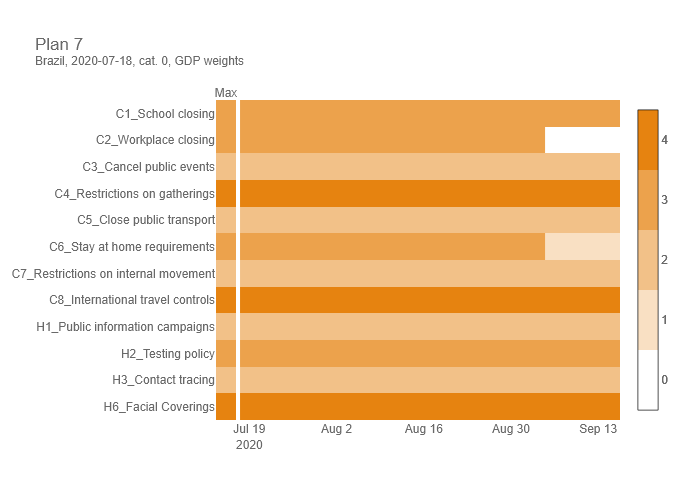 Plan 7
Brazil, 2020-07-18, cat. 0, GDP weights
Max
C1_School closing
C2_Workplace closing
C3_Cancel public events
C4_Restrictions on gatherings
C5_Close public transport
C6_Stay at home requirements
C7_Restrictions on internal movement
C8_International travel controls
H1_Public information campaigns
H2_Testing policy
H3_Contact tracing
H6_Facial Coverings
Jul 19 Aug 2 Aug 16 Aug 30 Sep 13
2020
4
3
2
1
0